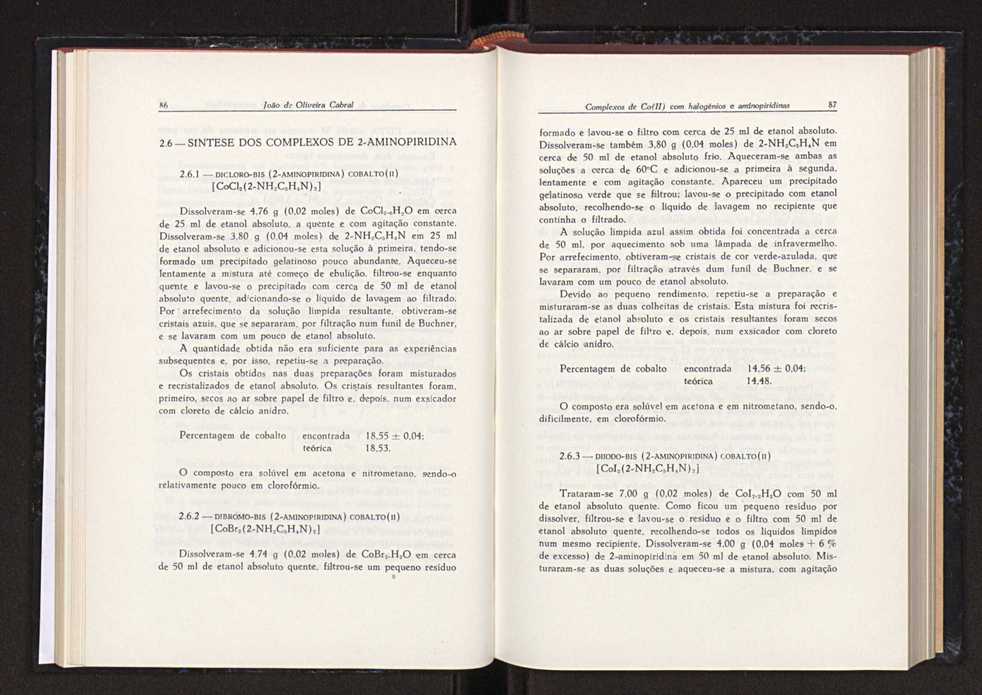 86 João de Oliveira Cabral
2.6 — SINTESE DOS COMPLEXOS DE 2-AMINOPIRIDINA
2.6.1 — DICLORO-BIS (2-AMINOPIRIDINA) COBALTO(II)
[CoCl₂(2-NH₂C₅H₄N)₂]
Dissolveram-se 4,76 g (0,02 moles) de CoCl₂.₆H₂O em cerca
de 25 ml de etanol absoluto, a quente e com agitação constante.
Dissolveram-se 3,80 g (0,04 moles) de 2-NH₂C₅H₄N em 25 ml
de etanol absoluto e adicionou-se esta solução à primeira, tendo-se
formado um precipitado gelatinoso pouco abundante. Aqueceu-se
lentamente a mistura até começo de ebulição, filtrou-se enquanto
quente e lavou-se o precipitado com cerca de 50 ml de etanol
absoluto quente, adicionando-se o líquido de lavagem ao filtrado.
Por arrefecimento da solução límpida resultante, obtiveram-se
cristais azuis, que se separaram, por filtração num funil de Buchner,
e se lavaram com um pouco de etanol absoluto.
A quantidade obtida não era suficiente para as experiências
subsequentes e, por isso, repetiu-se a preparação.
Os cristais obtidos nas duas preparações foram misturados
e recristalizados de etanol absoluto. Os cristais resultantes foram,
primeiro, secos ao ar sobre papel de filtro e, depois, num exsicador
com cloreto de cálcio anidro.
Percentagem de cobalto encontrada 18,55 ± 0,04;
teórica 18,53.
O composto era solúvel em acetona e nitrometano, sendo-o
relativamente pouco em clorofórmio.
2.6.2 — DIBROMO-BIS (2-AMINOPIRIDINA) COBALTO(II)
[CoBr₂(2-NH₂C₅H₄N)₂]
Dissolveram-se 4,74 g (0,02 moles) de CoBr₂.H₂O em cerca
de 50 ml de etanol absoluto quente, filtrou-se um pequeno resíduo
Complexos de Co(II) com halogênios e aminopiridinas 87
formado e lavou-se o filtro com cerca de 25 ml de etanol absoluto.
Dissolveram-se também 3,80 g (0,04 moles) de 2-NH₂C₅H₄N em
cerca de 50 ml de etanol absoluto frio. Aqueceram-se ambas as
soluções a cerca de 60ºC e adicionou-se a primeira à segunda,
lentamente e com agitação constante. Apareceu um precipitado
gelatinoso verde que se filtrou; lavou-se o precipitado com etanol
absoluto, recolhendo-se o líquido de lavagem no recipiente que
continha o filtrado.
A solução límpida azul assim obtida foi concentrada a cerca
de 50 ml, por aquecimento sob uma lâmpada de infravermelho.
Por arrefecimento, obtiveram-se cristais de cor verde-azulada, que
se separaram, por filtração através dum funil de Buchner, e se
lavaram com um pouco de etanol absoluto.
Devido ao pequeno rendimento, repetiu-se a preparação e
misturaram-se as duas colheitas de cristais. Esta mistura foi recris-
talizada de etanol absoluto e os cristais resultantes foram secos
ao ar sobre papel de filtro e, depois, num exsicador com cloreto
de cálcio anidro.
Percentagem de cobalto encontrada 14,56 ± 0,04;
teórica 14,48.
O composto era solúvel em acetona e em nitrometano, sendo-o,
dificilmente, em clorofórmio.
2.6.3 — DIIODO-BIS (2-AMINOPIRIDINA) COBALTO(II)
[CoI₂(2-NH₂C₅H₄N)₂]
Trataram-se 7,00 g (0,02 moles) de CoI₂.₂H₂O com 50 ml
de etanol absoluto quente. Como ficou um pequeno resíduo por
dissolver, filtrou-se e lavou-se o resíduo e o filtro com 50 ml de
etanol absoluto quente, recolhendo-se todos os líquidos límpidos
num mesmo recipiente. Dissolveram-se 4,00 g (0,04 moles + 6 %
de excesso) de 2-aminopiridina em 50 ml de etanol absoluto. Mis-
turaram-se as duas soluções e aqueceu-se a mistura, com agitação